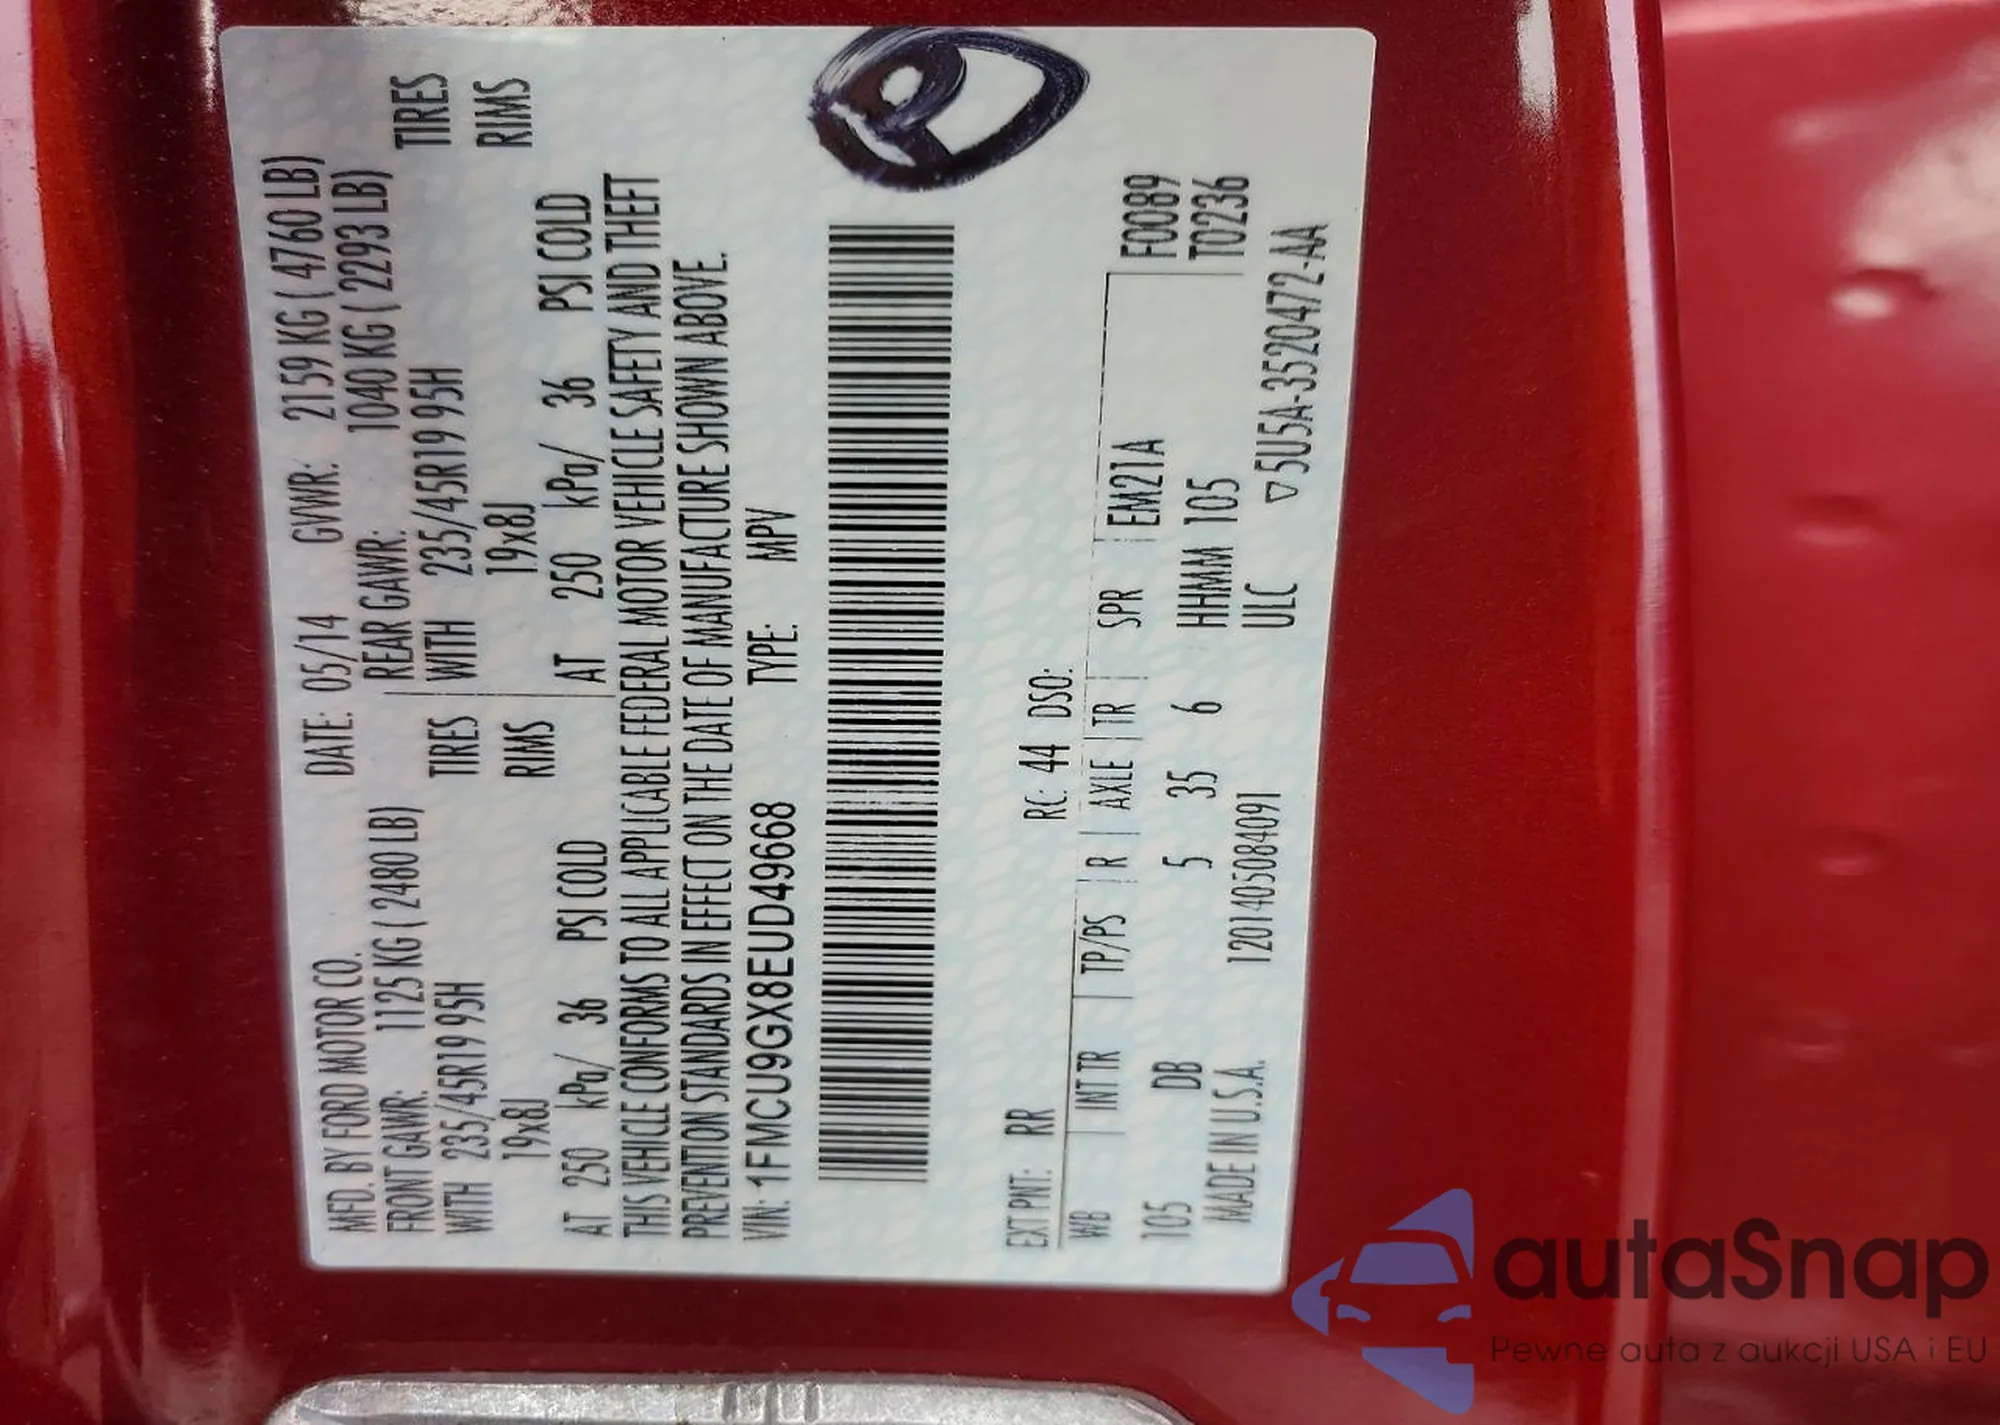 MFD. BY FORD MOTOR CO.
DATE: 05/14 GVWR: 2159 KG ( 4760 LB)
FRONT GAWR: 1125 KG ( 2480 LB)
REAR GAWR: 1040 KG ( 2293 LB)
WITH 235/45R19 95H TIRES
WITH 235/45R19 95H TIRES
19x8J RIMS
19x8J RIMS
AT 250 kPa/ 36 PSI COLD
AT 250 kPa/ 36 PSI COLD
THIS VEHICLE CONFORMS TO ALL APPLICABLE FEDERAL MOTOR VEHICLE SAFETY AND THEFT
PREVENTION STANDARDS IN EFFECT ON THE DATE OF MANUFACTURE SHOWN ABOVE.
VIN: 1FMCU9GX8EUD49668 TYPE: MPV
EXT PNT: RR RC: 44 DSO:
WB INT TR TP/PS R AXLE TR SPR EM21A F0089
105 DB 5 35 6 HHMM 105 T0236
MADE IN U.S.A. 120140508409I ULC ▽5U5A-3520472-AA
autaSnap
Pewne auta z aukcji USA i EU